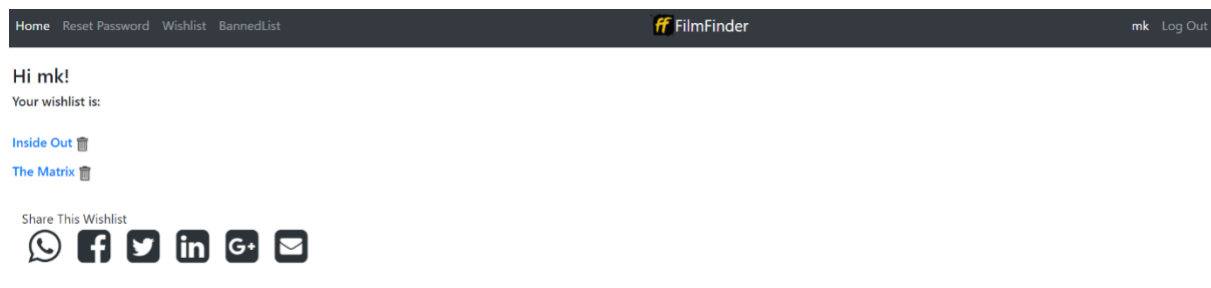 Home Reset Password Wishlist BannedList ff FilmFinder mk Log Out
Hi mk!
Your wishlist is:
Inside Out
The Matrix
Share This Wishlist
f in G+